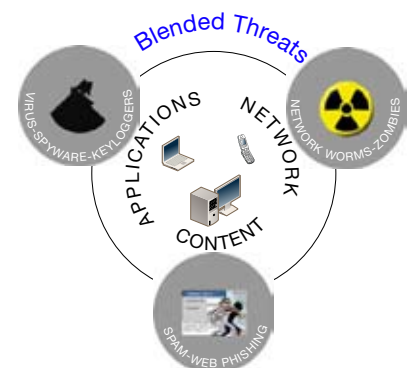 Blended Threats
VIRUS-SPYWARE-KEYLOGGERS
NETWORK WORMS-ZOMBIES
APPLICATIONS
NETWORK
CONTENT
SPAM-WEB PHISHING